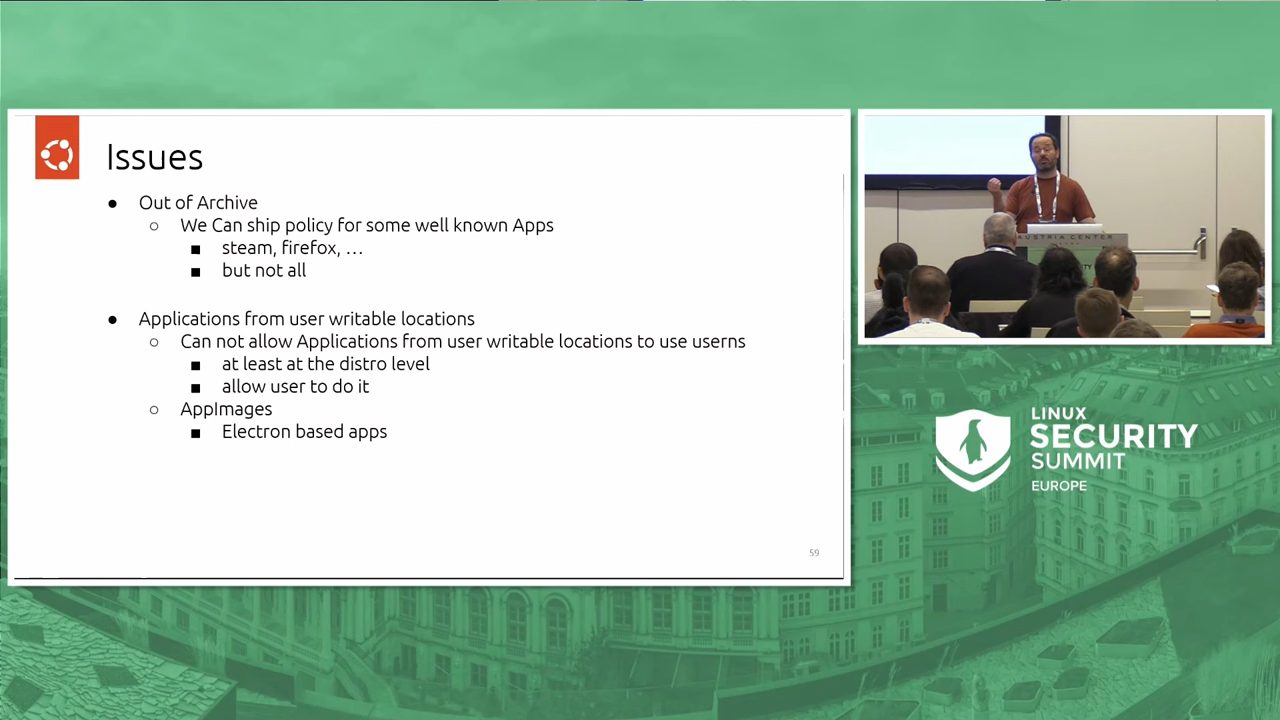 Issues
● Out of Archive
○ We Can ship policy for some well known Apps
■ steam, firefox, …
■ but not all
● Applications from user writable locations
○ Can not allow Applications from user writable locations to use userns
■ at least at the distro level
■ allow user to do it
○ AppImages
■ Electron based apps
59
AUSTRIA CENTER
LINUX
SECURITY
SUMMIT
EUROPE